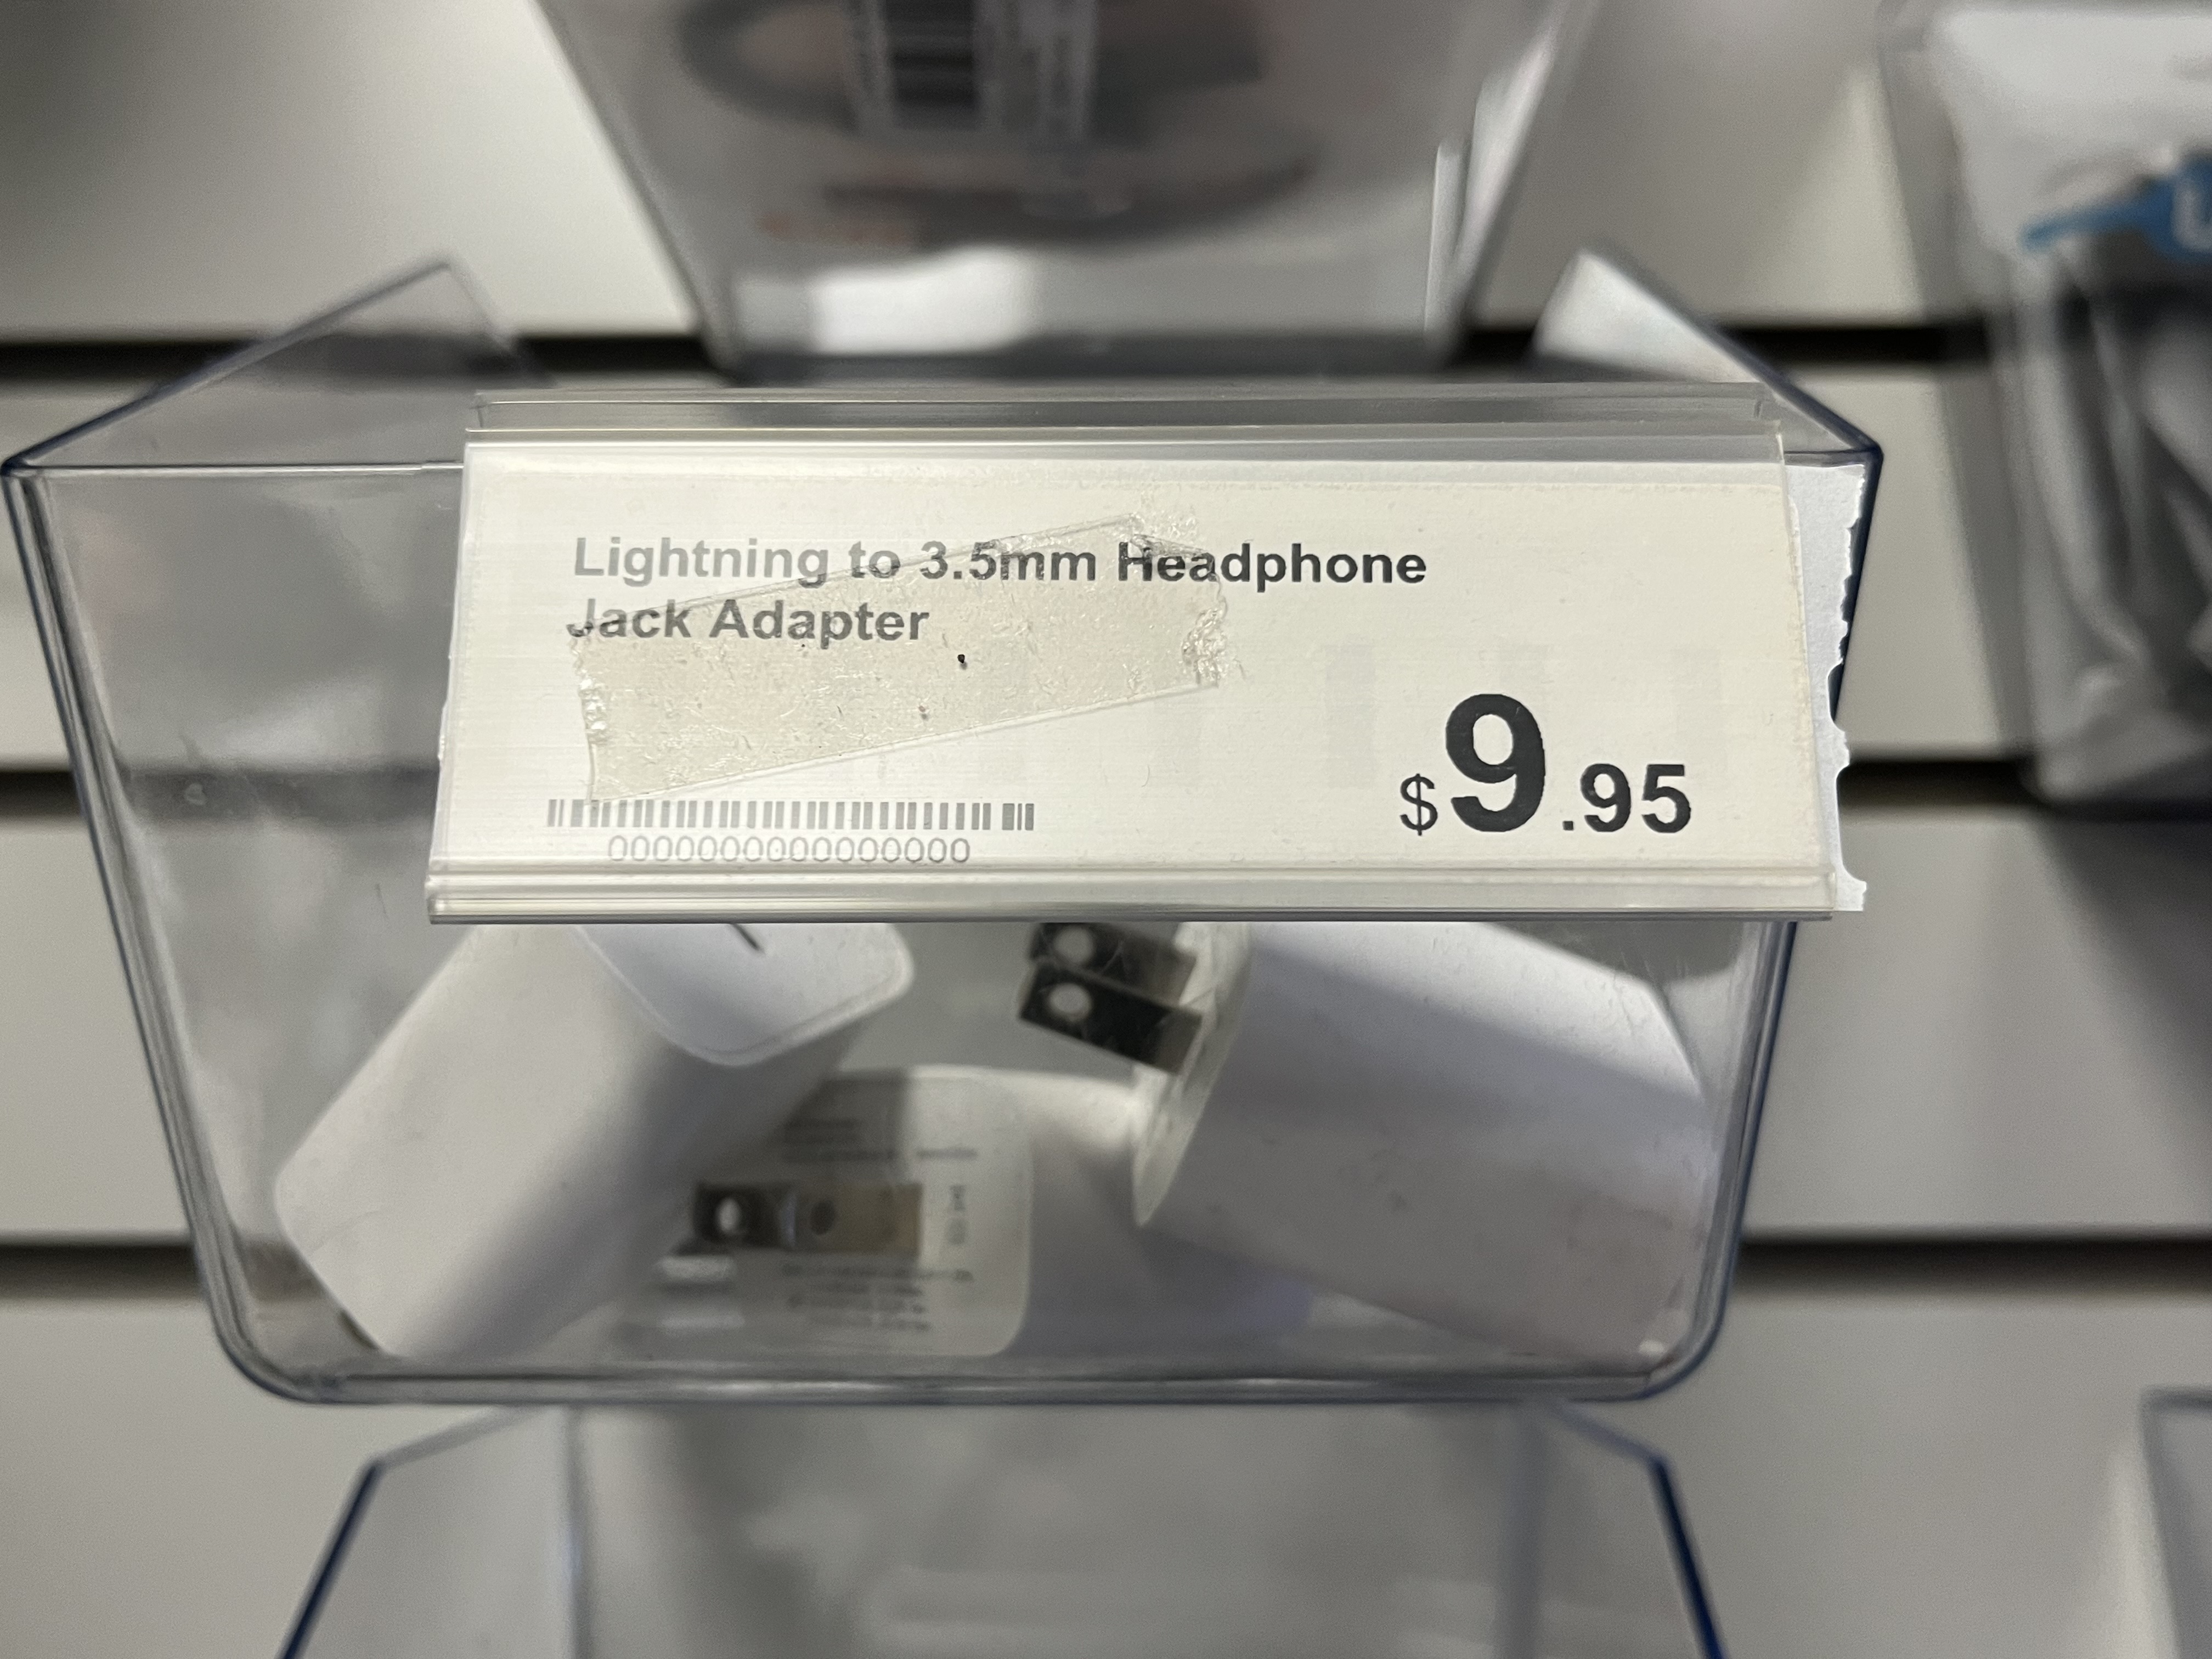 Lightning to 3.5mm Headphone
Jack Adapter
$9.95
0000000000000000